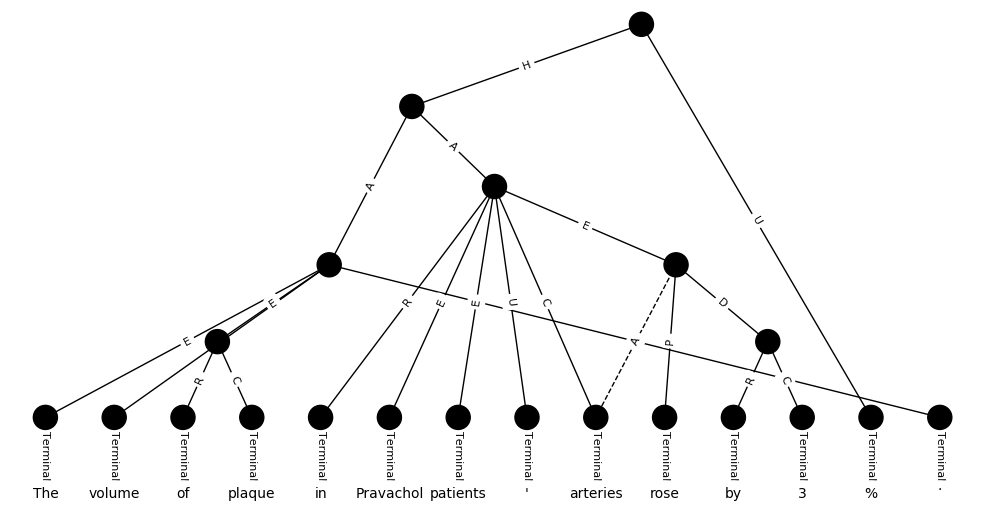 H
A
A
U
E
E
E
R
E
E
U
C
A
P
D
R
C
R
C
Terminal Terminal Terminal Terminal Terminal Terminal Terminal Terminal Terminal Terminal Terminal Terminal Terminal Terminal
The volume of plaque in Pravachol patients ' arteries rose by 3 % .